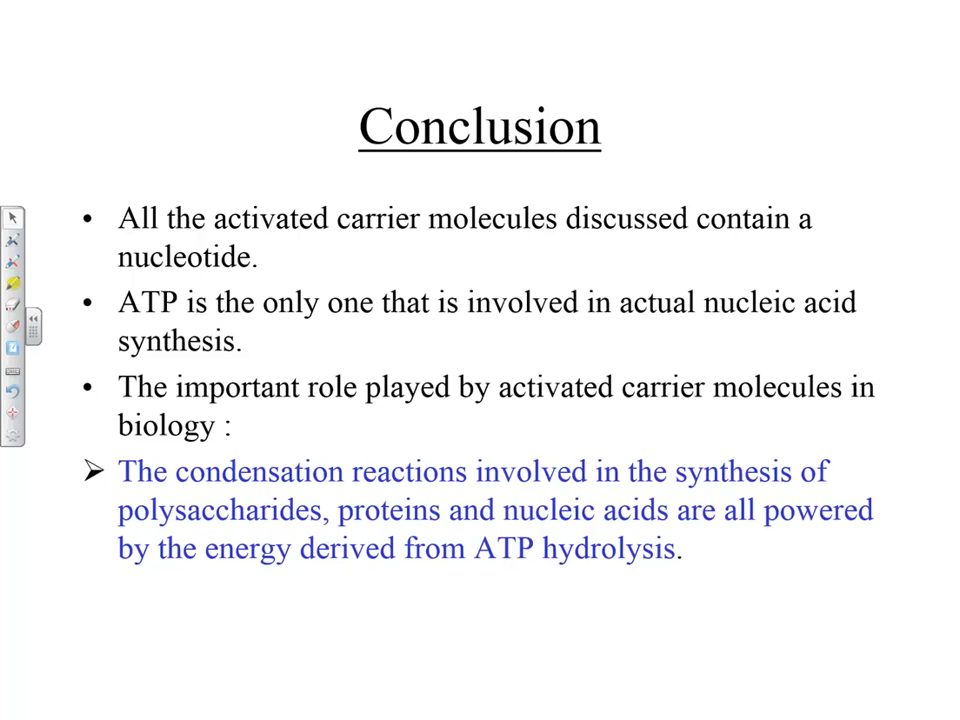 Conclusion
• All the activated carrier molecules discussed contain a
nucleotide.
• ATP is the only one that is involved in actual nucleic acid
synthesis.
• The important role played by activated carrier molecules in
biology :
➢ The condensation reactions involved in the synthesis of
polysaccharides, proteins and nucleic acids are all powered
by the energy derived from ATP hydrolysis.